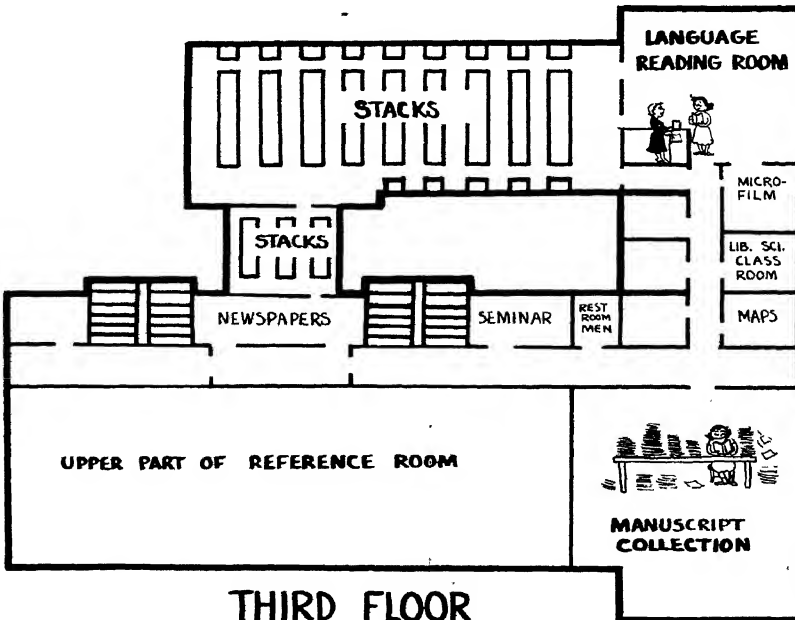 LANGUAGE
READING ROOM
STACKS
MICRO-
FILM
STACKS
LIB. SCI.
CLASS
ROOM
NEWSPAPERS
SEMINAR
REST
ROOM
MEN
MAPS
UPPER PART OF REFERENCE ROOM
MANUSCRIPT
COLLECTION
THIRD FLOOR